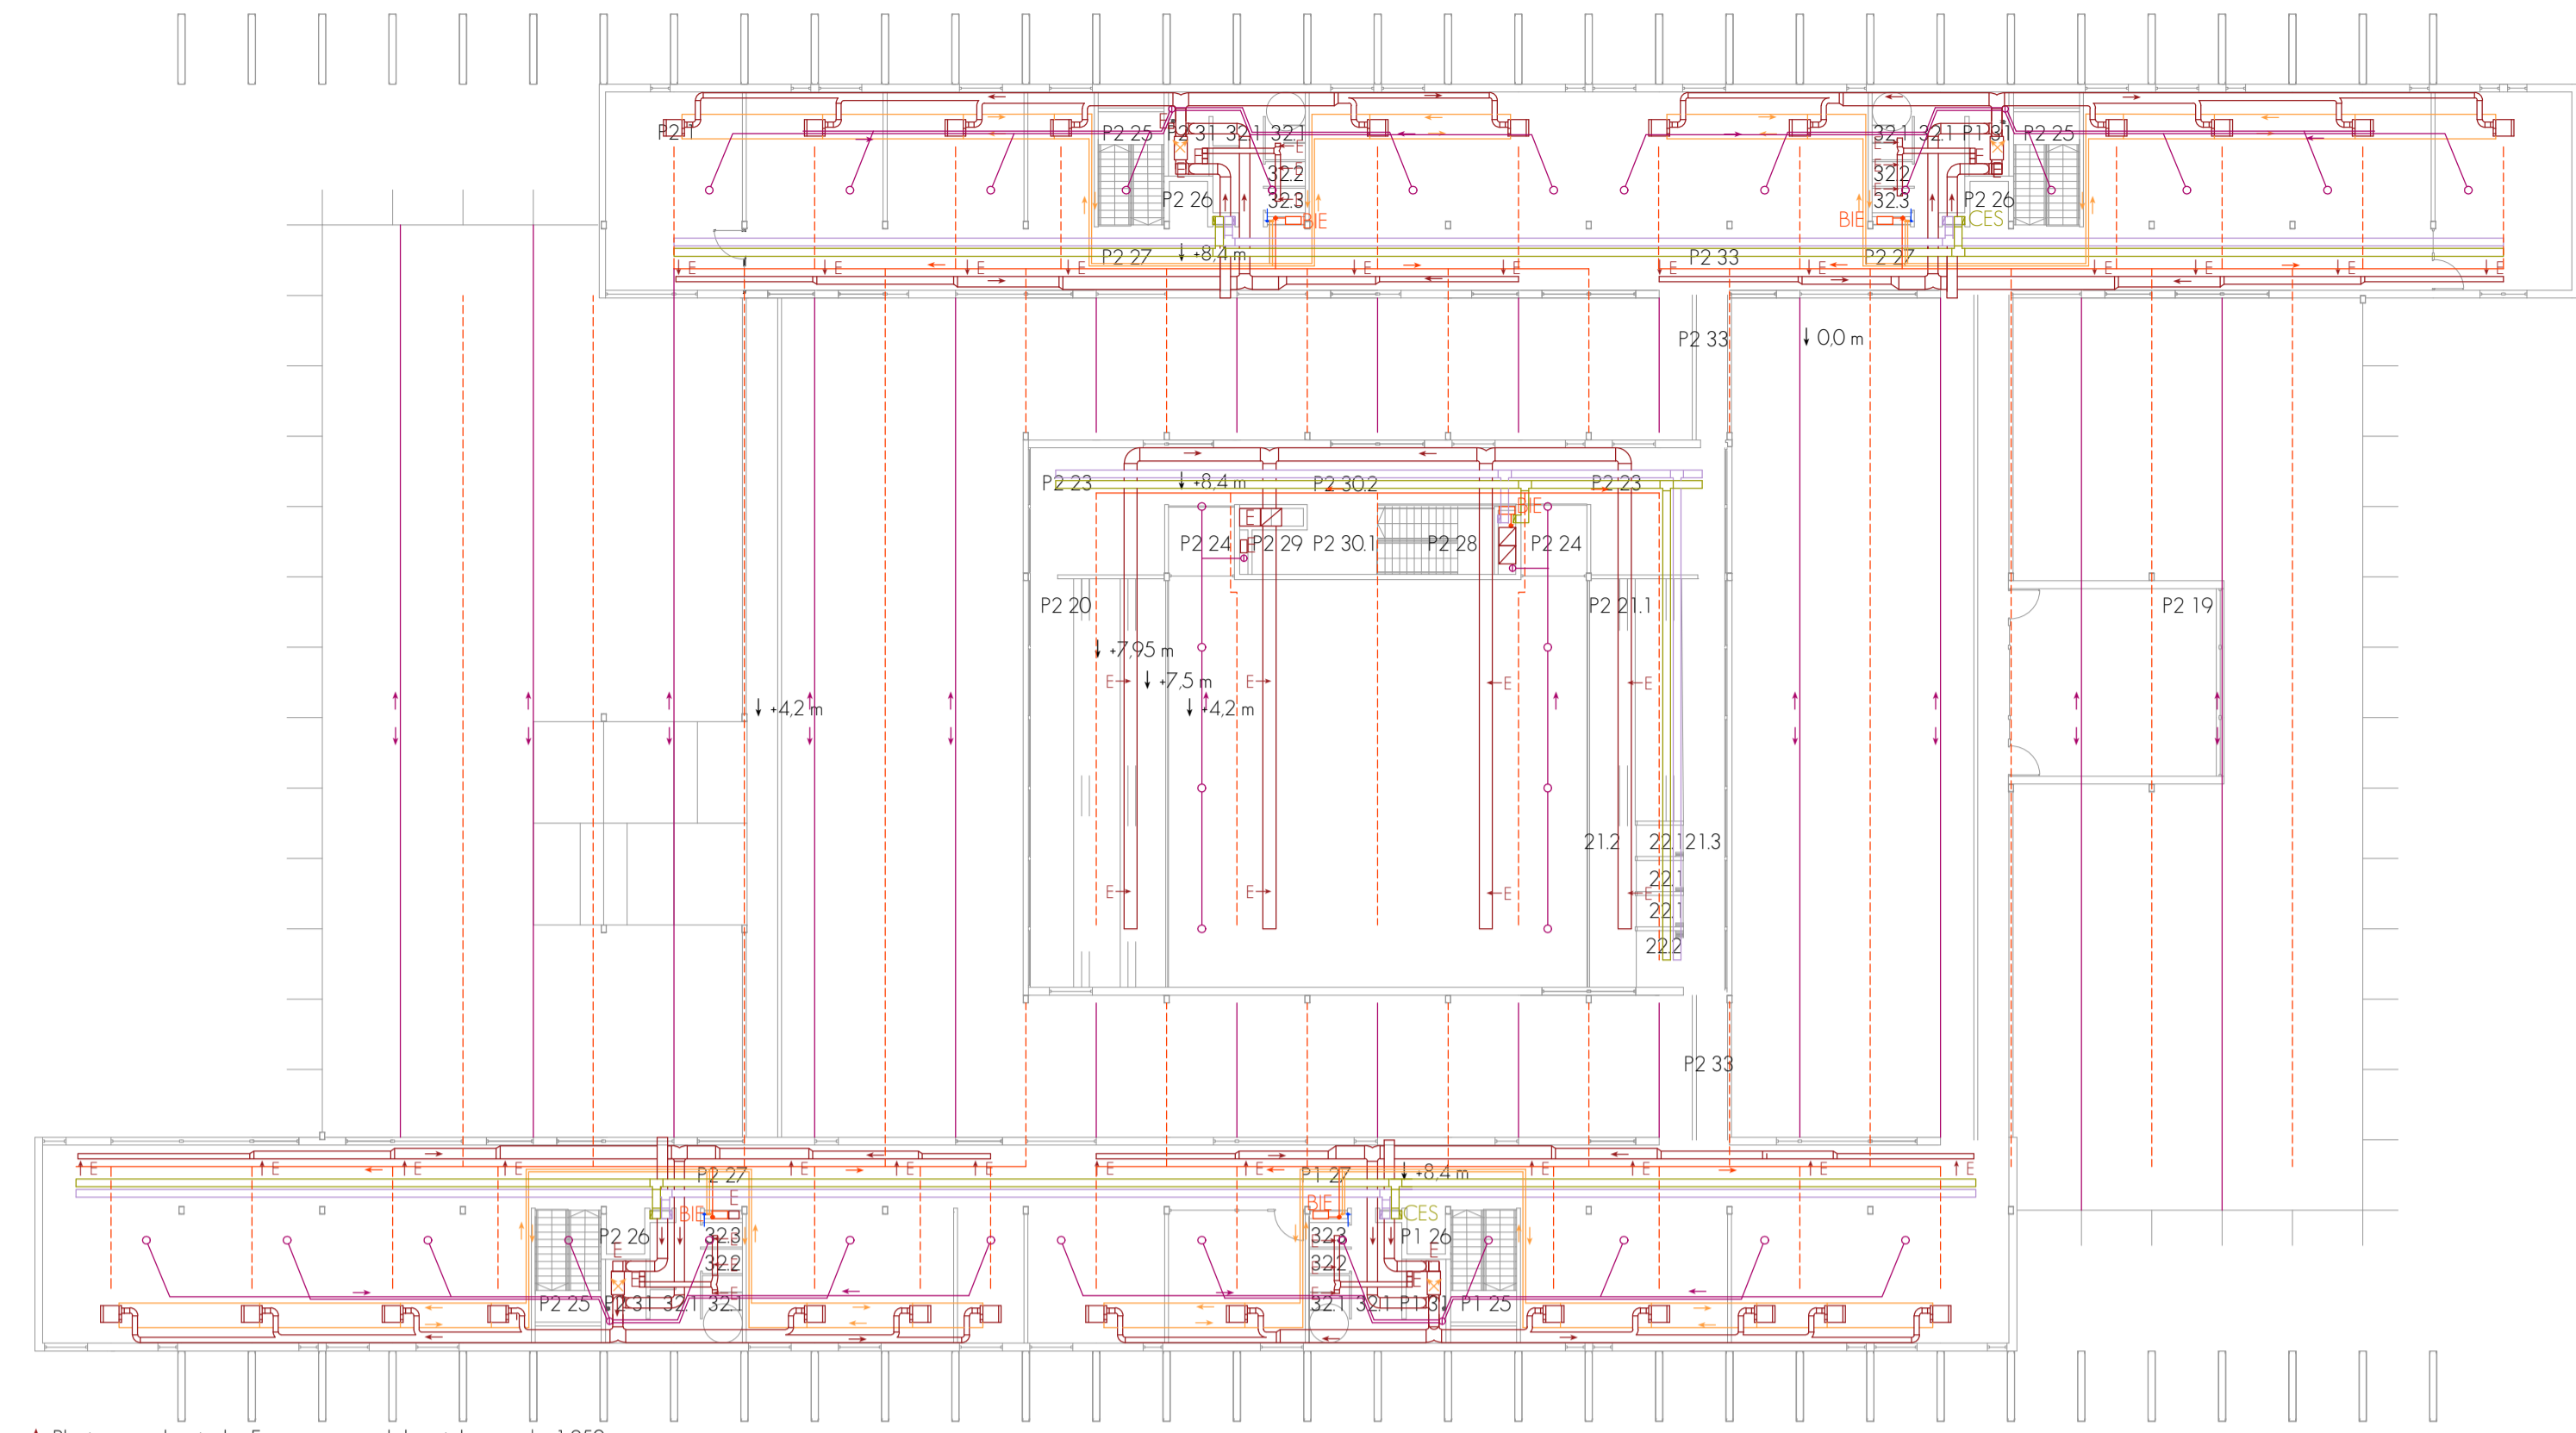 P2 25 P2 31 32.1 32.1
32.1 32.1 P1 31 P2 25
E E E E
32.2 32.2
P2 26 32.3 BIE
BIE 32.3 P2 26 CES
P2 27 +8,4 m P2 33 P2 27
E E E E E E E E E E E E
P2 33 0,0 m
P2 23 +8,4 m P2 30.2 P2 23
E BIE
P2 24 P2 29 P2 30.1 P2 28 P2 24
P2 20 P2 21.1 P2 19
+7,95 m
E +7,5 m E E E
+4,2 m +4,2 m
21.2 22.1 21.3
22.1
E E E E
22.1
22.2
P2 33
E E E E E E E E E E E E E
P2 27 P1 27 +8,4 m
E
BIE BIE CES
P2 26 32.3 32.3 P1 26
E E
32.2 32.2
P2 25 P2 31 32.1 32.1 32.1 32.1 P1 31 P1 25